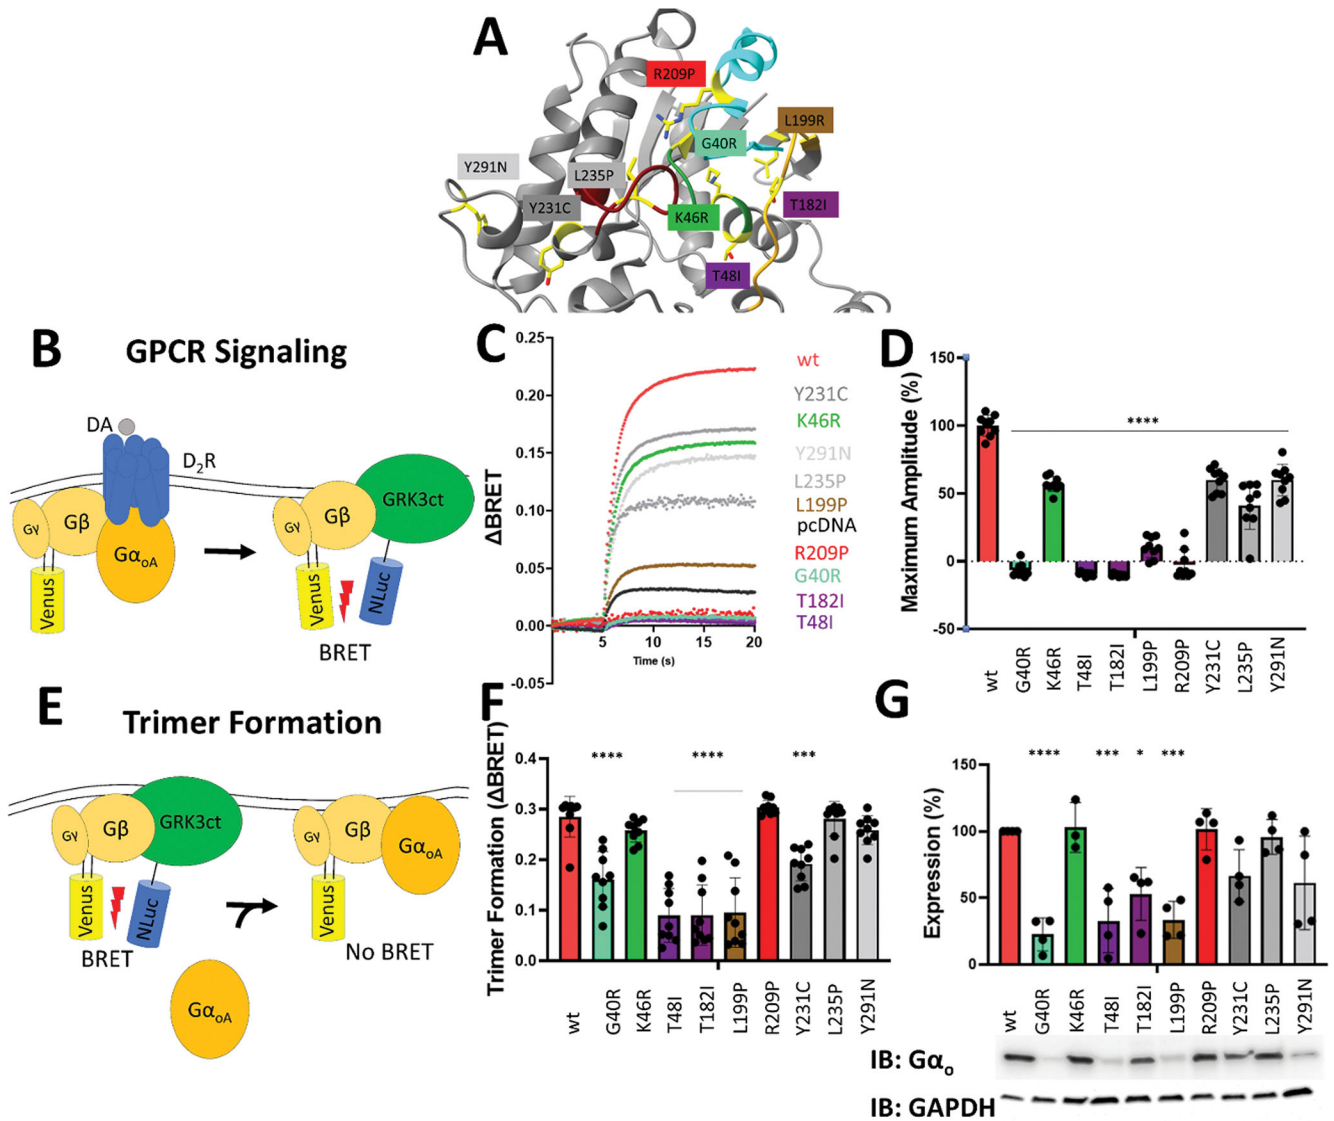 A
R209P
L199R
G40R
Y291N
L235P
Y231C
K46R
T182I
T48I
B
GPCR Signaling
DA
D2R
GRK3ct
Gγ
Gβ
GαoA
Gγ
Gβ
Venus
Venus
NLuc
BRET
C
ΔBRET
0.25
0.20
0.15
0.10
0.05
0.00
-0.05
5
10
15
20
Time (s)
wt
Y231C
K46R
Y291N
L235P
L199P
pcDNA
R209P
G40R
T182I
T48I
D
Maximum Amplitude (%)
150
100
50
0
-50
****
wt
G40R
K46R
T48I
T182I
L199P
R209P
Y231C
L235P
Y291N
E
Trimer Formation
Gγ
Gβ
GRK3ct
Venus
NLuc
BRET
GαoA
Gγ
Gβ
GαoA
Venus
No BRET
F
Trimer Formation (ΔBRET)
0.4
0.3
0.2
0.1
0.0
**** **** ***
wt
G40R
K46R
T48I
T182I
L199P
R209P
Y231C
L235P
Y291N
G
Expression (%)
150
100
50
0
**** *** * ***
wt
G40R
K46R
T48I
T182I
L199P
R209P
Y231C
L235P
Y291N
IB: Gαo
IB: GAPDH